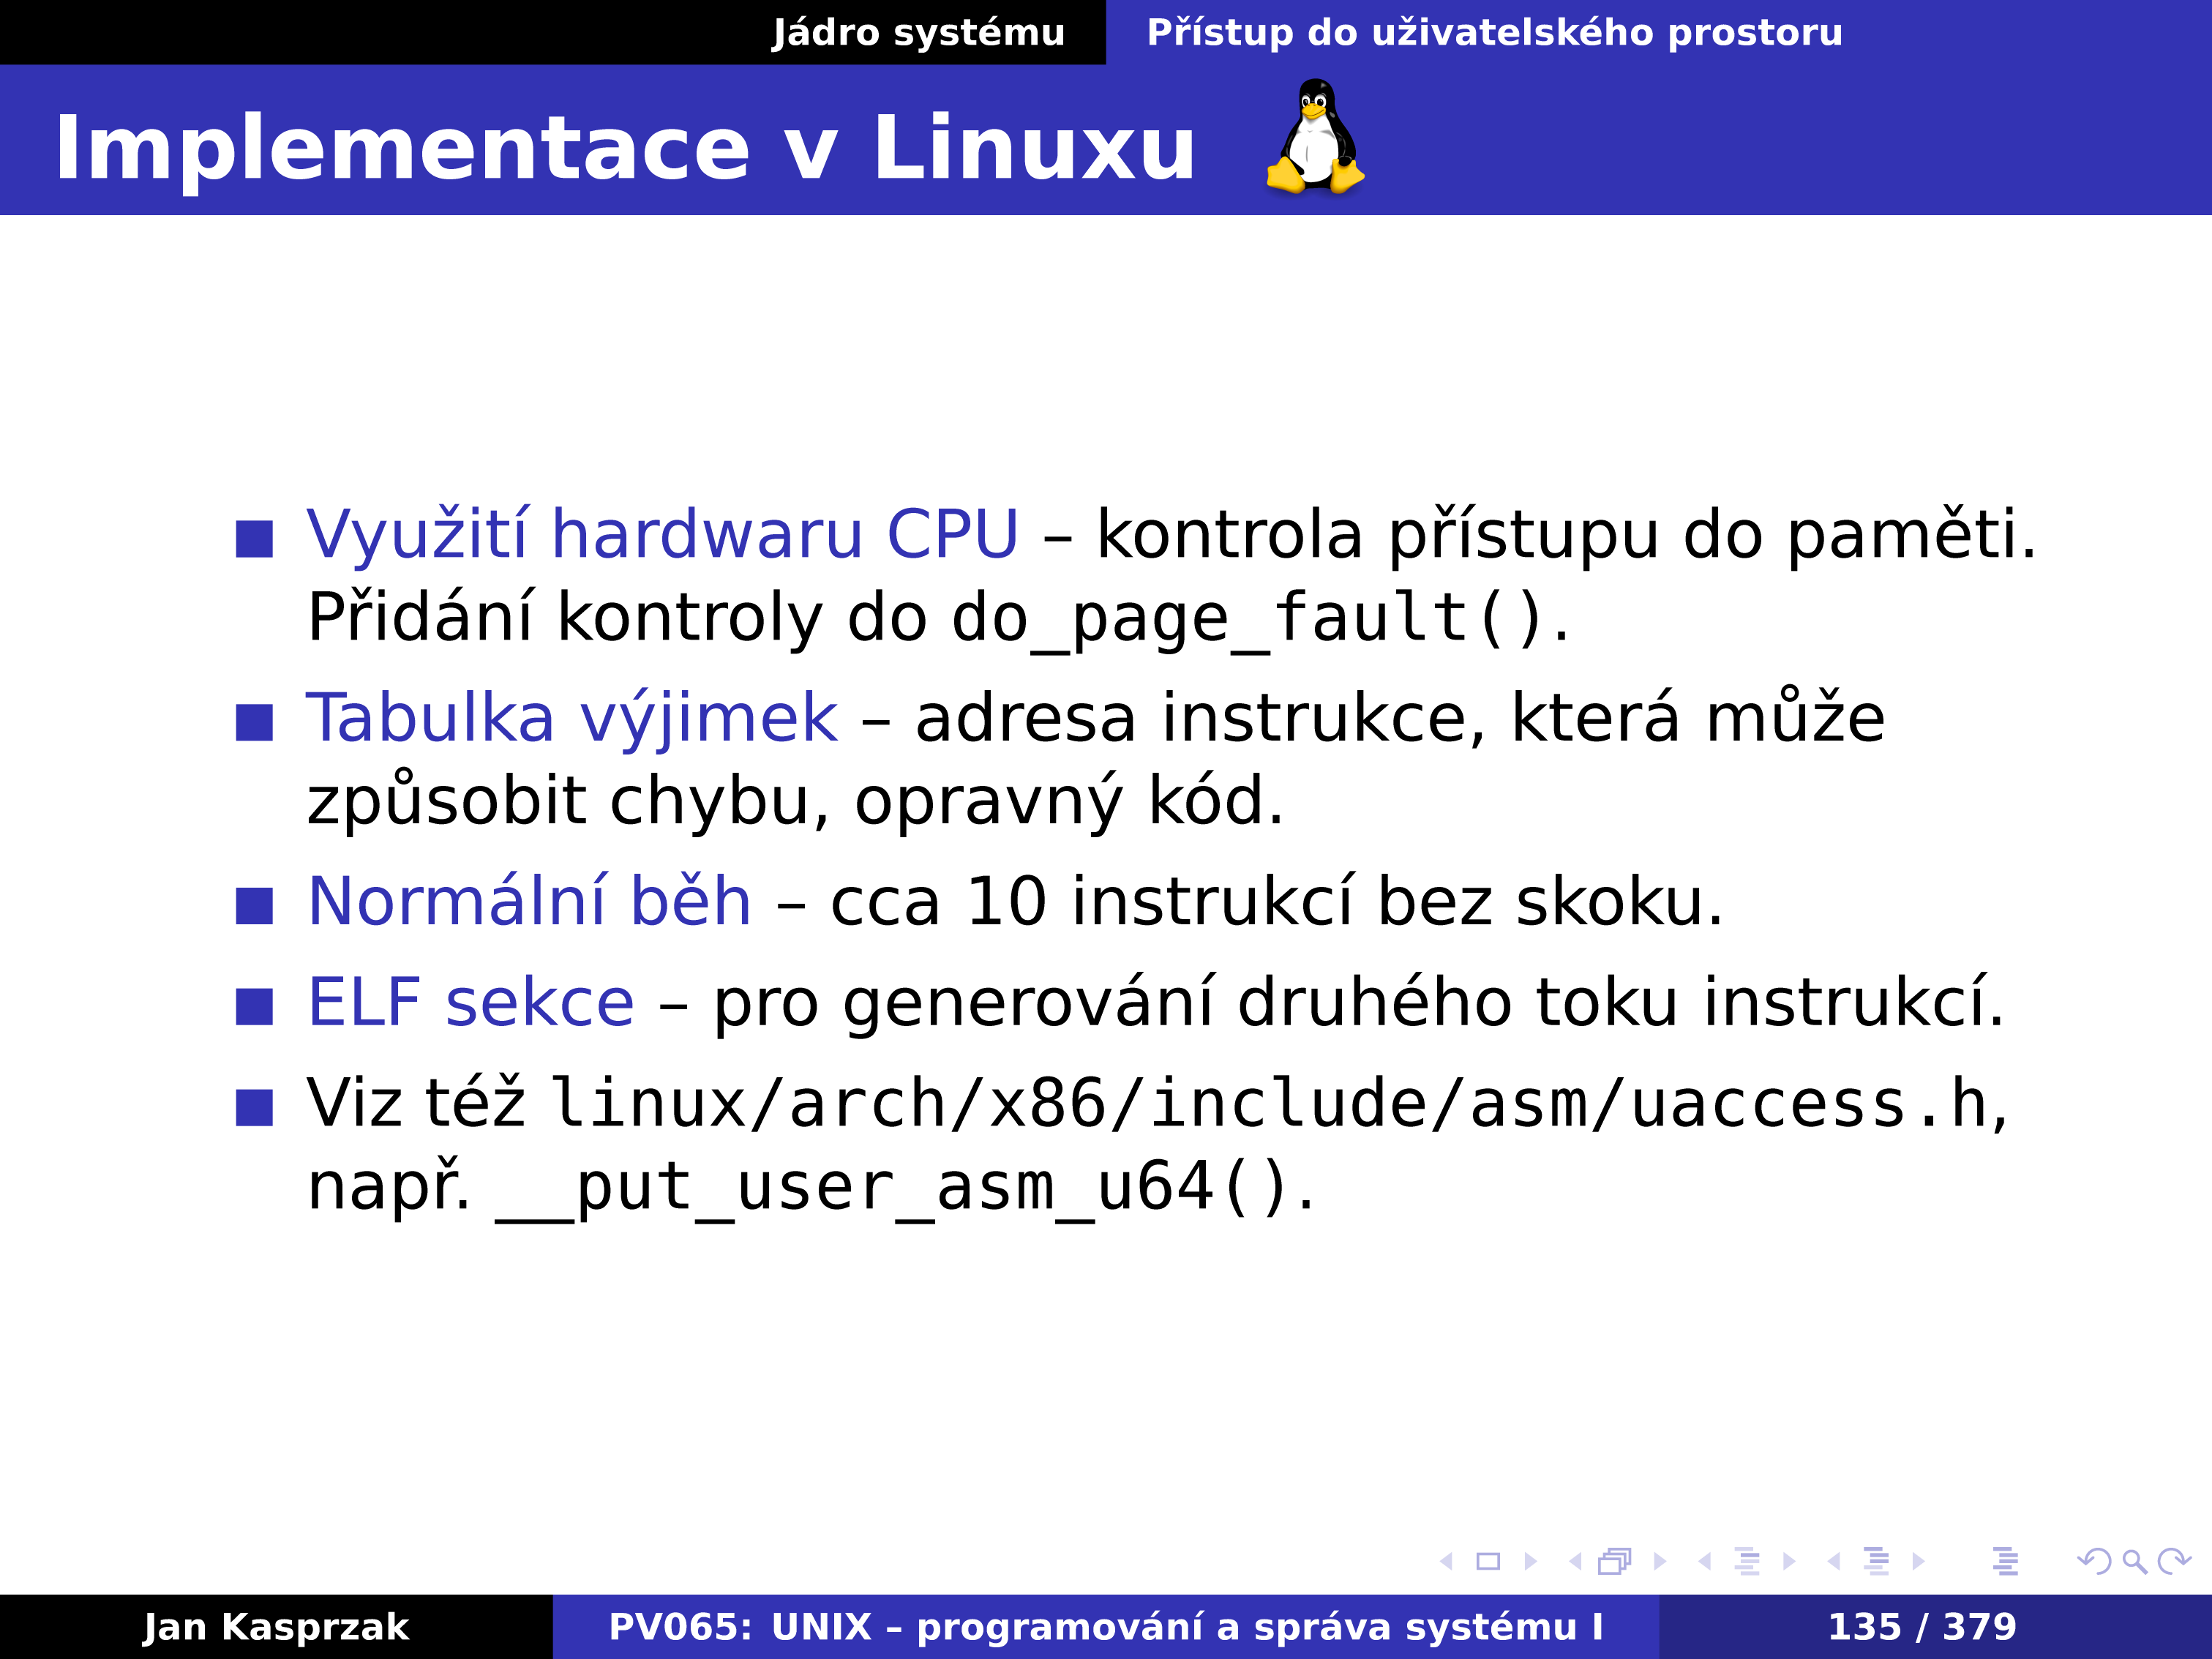 Jádro systému
Přístup do uživatelského prostoru
Implementace v Linuxu
Využití hardwaru CPU – kontrola přístupu do paměti.
Přidání kontroly do do_page_fault().
Tabulka výjimek – adresa instrukce, která může
způsobit chybu, opravný kód.
Normální běh – cca 10 instrukcí bez skoku.
ELF sekce – pro generování druhého toku instrukcí.
Viz též linux/arch/x86/include/asm/uaccess.h,
např. __put_user_asm_u64().
Jan Kasprzak
PV065: UNIX – programování a správa systému I
135 / 379